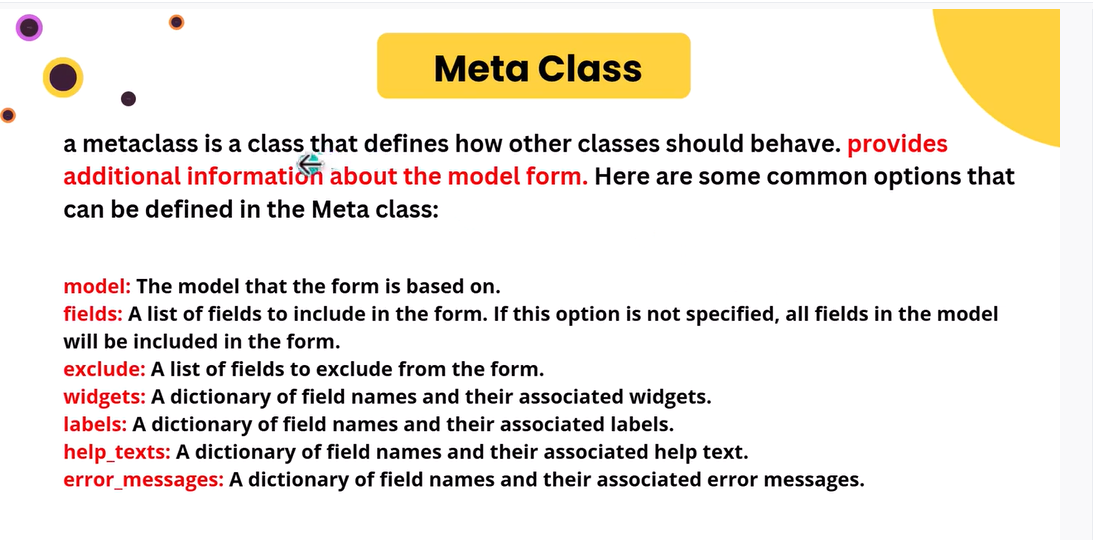 Meta Class
a metaclass is a class that defines how other classes should behave. provides
additional information about the model form. Here are some common options that
can be defined in the Meta class:
model: The model that the form is based on.
fields: A list of fields to include in the form. If this option is not specified, all fields in the model
will be included in the form.
exclude: A list of fields to exclude from the form.
widgets: A dictionary of field names and their associated widgets.
labels: A dictionary of field names and their associated labels.
help_texts: A dictionary of field names and their associated help text.
error_messages: A dictionary of field names and their associated error messages.